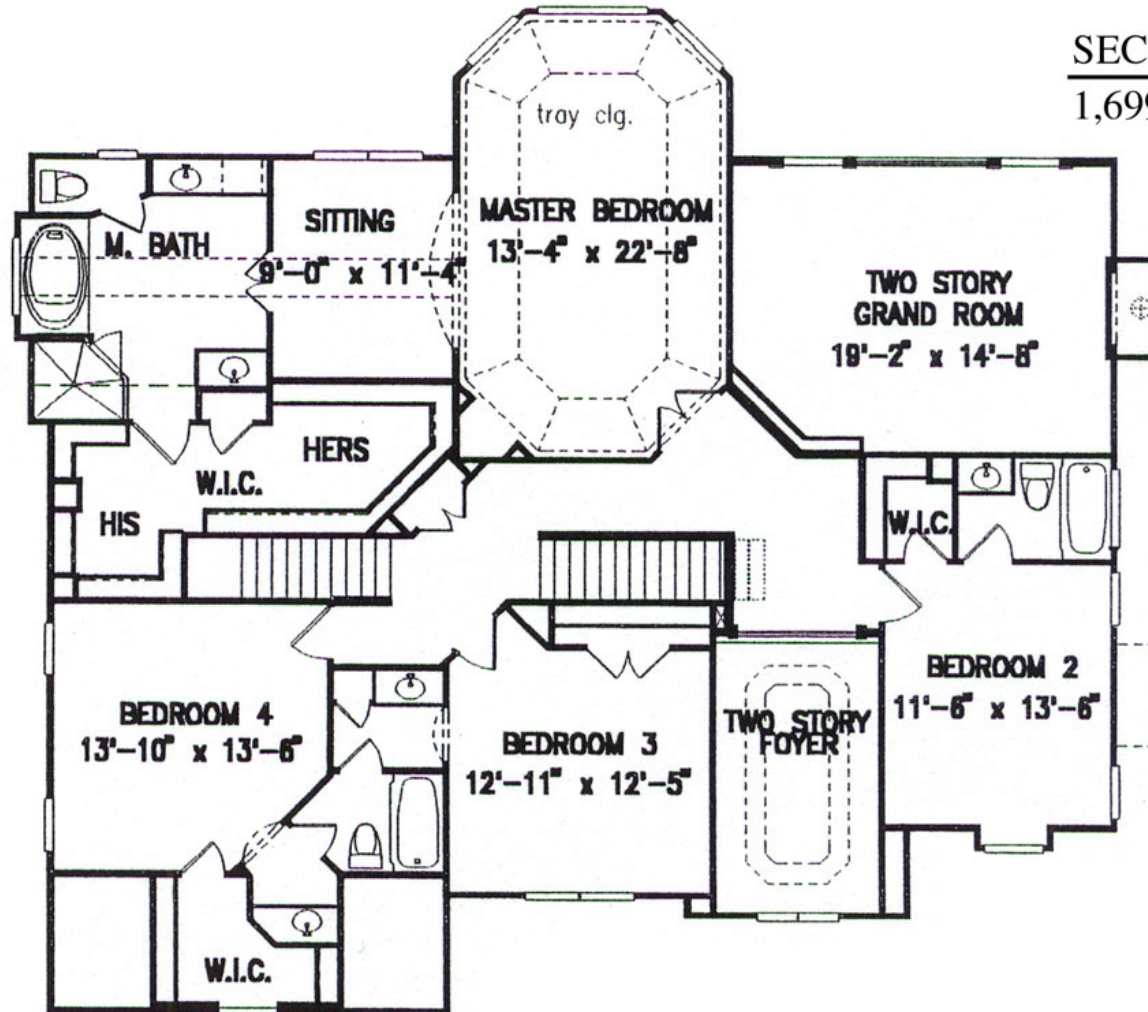 SEC
1,699
tray clg.
SITTING
9'-0" x 11'-4"
MASTER BEDROOM
13'-4" x 22'-8"
M. BATH
TWO STORY
GRAND ROOM
19'-2" x 14'-8"
HERS
W.I.C.
HIS
W.I.C.
BEDROOM 2
11'-6" x 13'-6"
BEDROOM 4
13'-10" x 13'-6"
BEDROOM 3
12'-11" x 12'-5"
TWO STORY
FOYER
W.I.C.